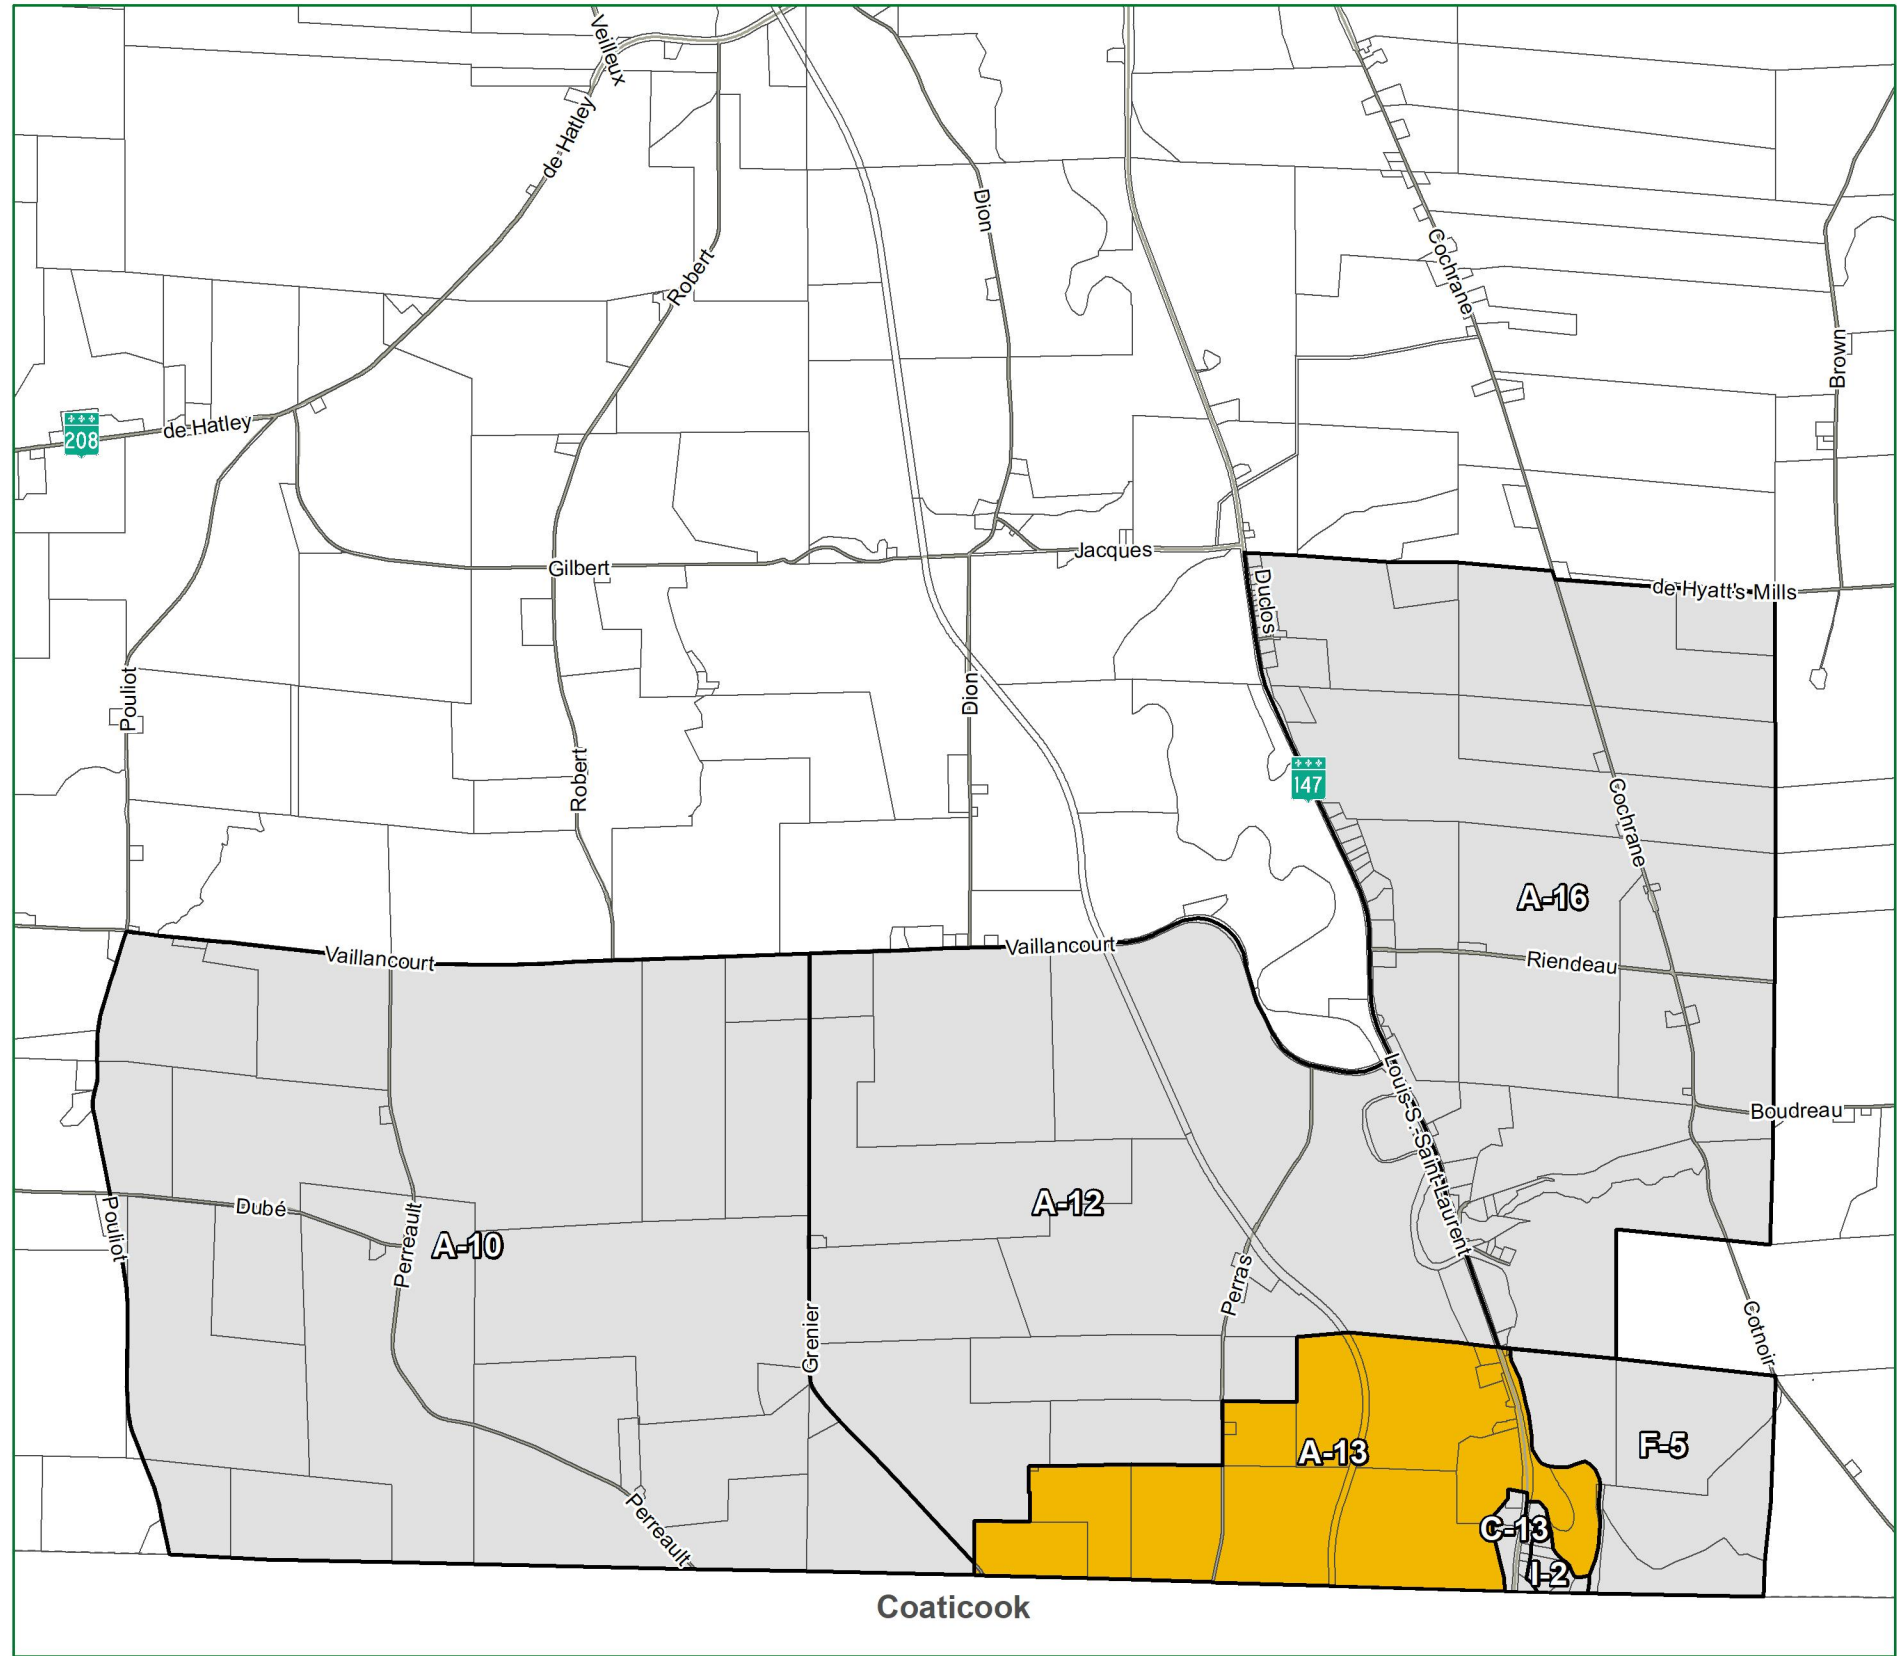 Veilleux
de Hatley
Dion
Robert
Cochrane
Brown
208
de Hatley
Gilbert
Jacques
Duclos
de Hyatt's Mills
Pouliot
Dion
Robert
147
Cochrane
A-16
Vaillancourt
Vaillancourt
Riendeau
Louis-S.-Saint-Laurent
Boudreau
Pouliot
Dubé
Perreault
A-10
A-12
Perras
Grenier
Cotnoir
A-13
F-5
Perreault
C-13
I-2
Coaticook